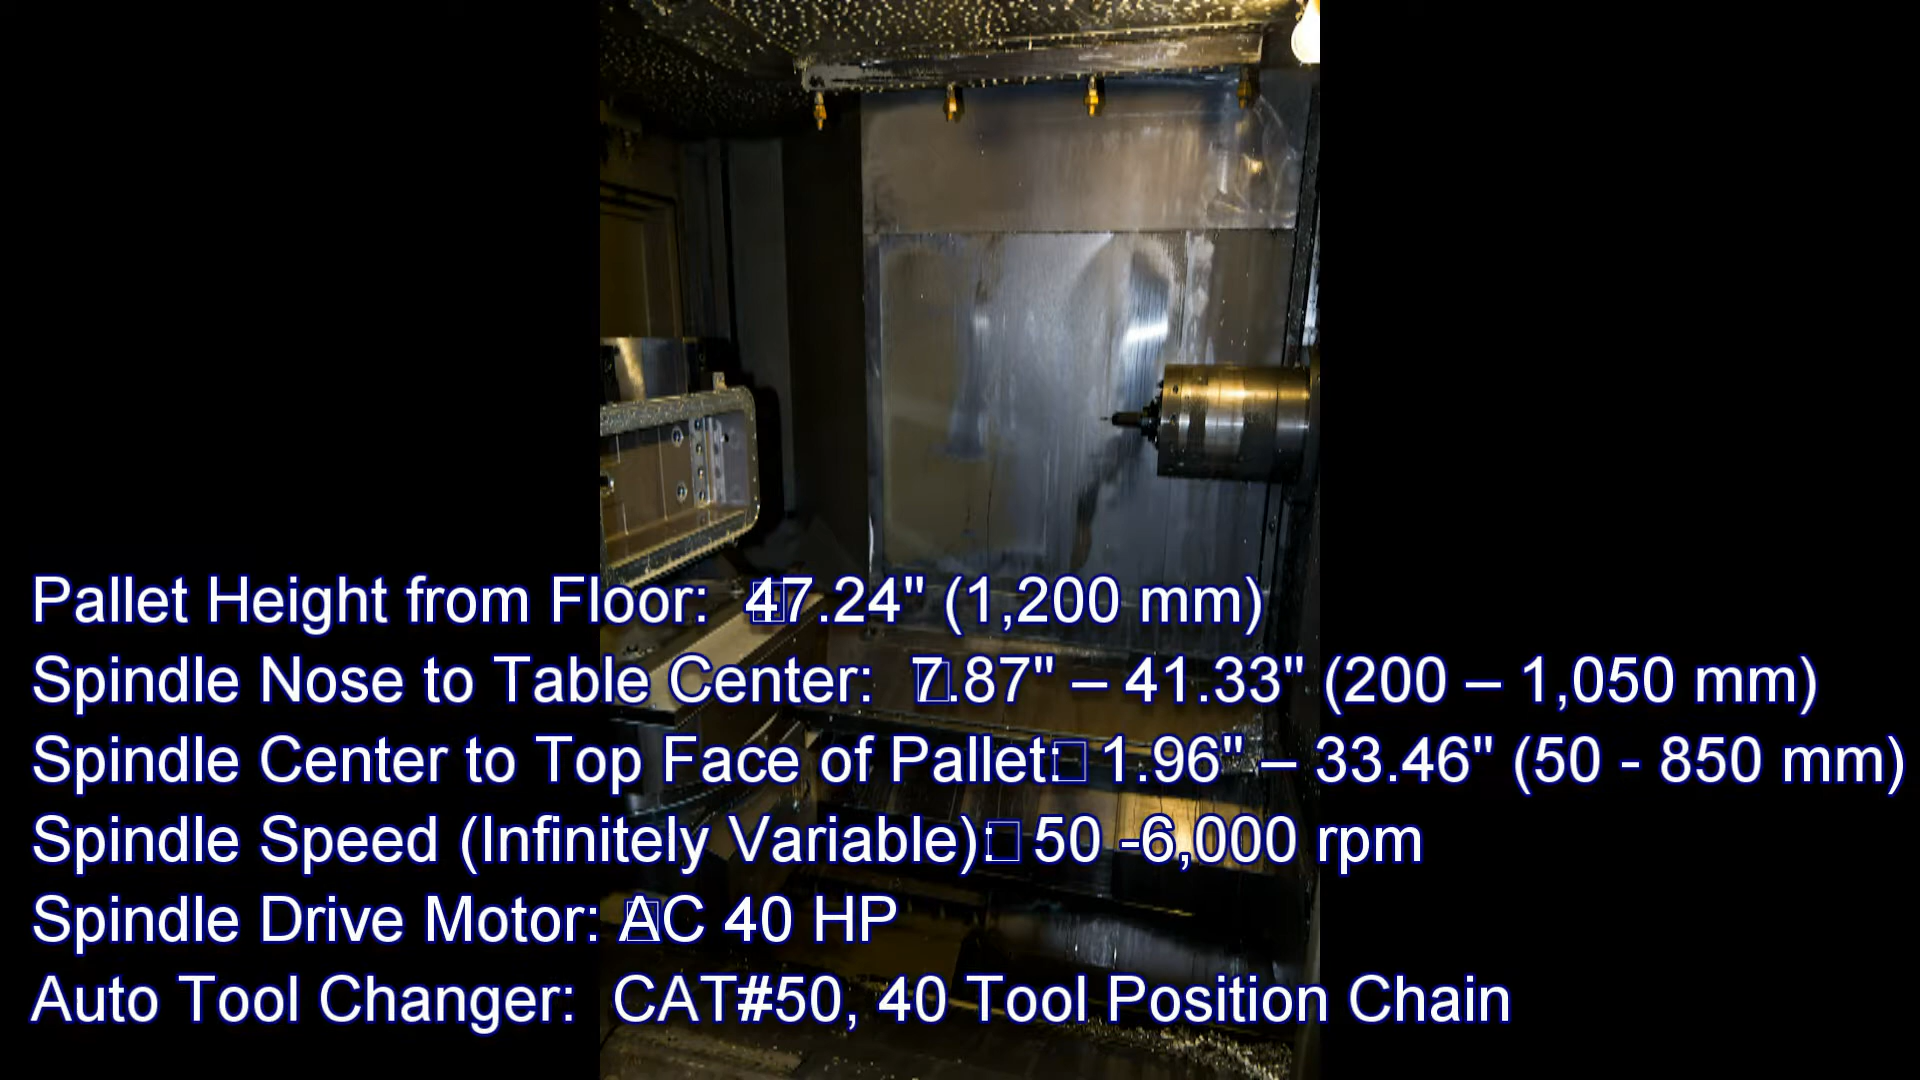 Pallet Height from Floor: 47.24" (1,200 mm)
Spindle Nose to Table Center: 7.87" – 41.33" (200 – 1,050 mm)
Spindle Center to Top Face of Pallet: 1.96" – 33.46" (50 - 850 mm)
Spindle Speed (Infinitely Variable): 50 -6,000 rpm
Spindle Drive Motor: AC 40 HP
Auto Tool Changer: CAT#50, 40 Tool Position Chain